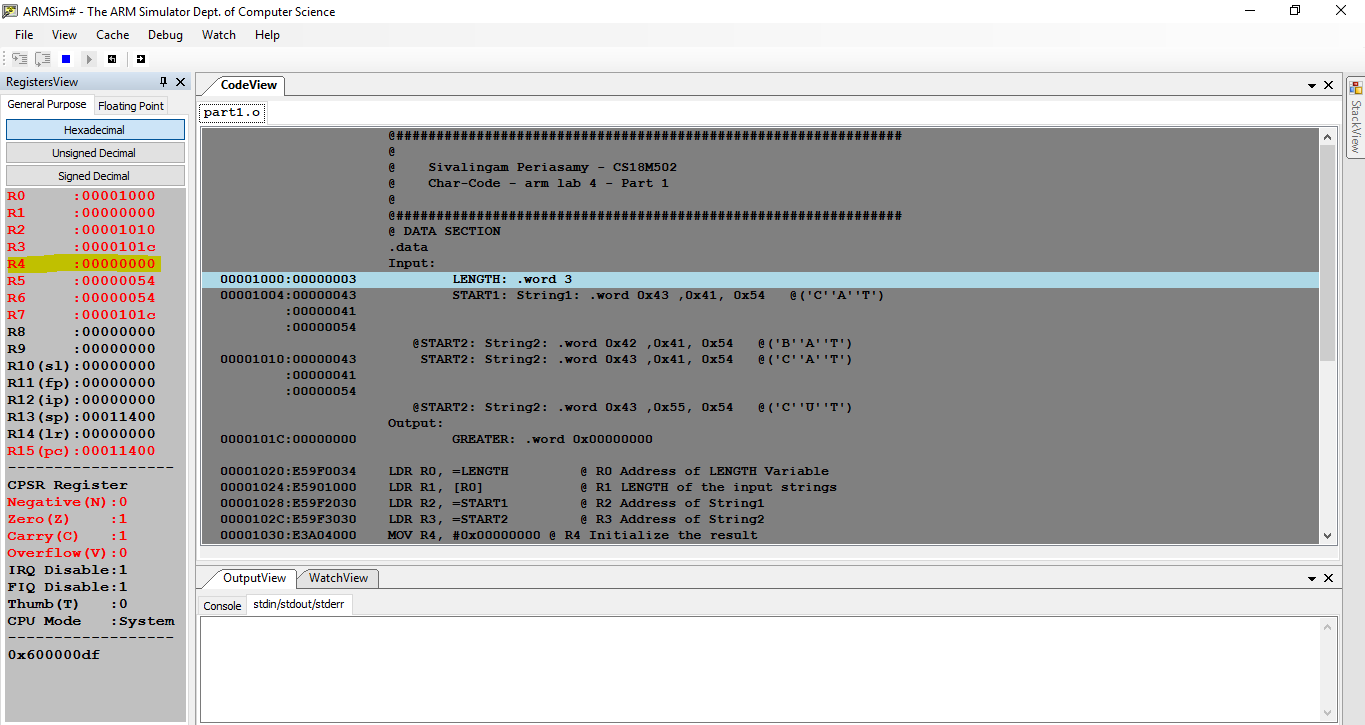 ARMSim# - The ARM Simulator Dept. of Computer Science
File View Cache Debug Watch Help
RegistersView
General Purpose Floating Point
Hexadecimal
Unsigned Decimal
Signed Decimal
R0 :00001000
R1 :00000000
R2 :00001010
R3 :0000101c
R4 :00000000
R5 :00000054
R6 :00000054
R7 :0000101c
R8 :00000000
R9 :00000000
R10(sl):00000000
R11(fp):00000000
R12(ip):00000000
R13(sp):00011400
R14(lr):00000000
R15(pc):00011400
------------------
CPSR Register
Negative(N):0
Zero(Z) :1
Carry(C) :1
Overflow(V):0
IRQ Disable:1
FIQ Disable:1
Thumb(T) :0
CPU Mode :System
------------------
0x600000df
CodeView
part1.o
@###############################################################
@
@ Sivalingam Periasamy - CS18M502
@ Char-Code - arm lab 4 - Part 1
@
@###############################################################
@ DATA SECTION
.data
Input:
00001000:00000003 LENGTH: .word 3
00001004:00000043 START1: String1: .word 0x43 ,0x41, 0x54 @('C''A''T')
:00000041
:00000054
@START2: String2: .word 0x42 ,0x41, 0x54 @('B''A''T')
00001010:00000043 START2: String2: .word 0x43 ,0x41, 0x54 @('C''A''T')
:00000041
:00000054
@START2: String2: .word 0x43 ,0x55, 0x54 @('C''U''T')
Output:
0000101C:00000000 GREATER: .word 0x00000000
00001020:E59F0034 LDR R0, =LENGTH @ R0 Address of LENGTH Variable
00001024:E5901000 LDR R1, [R0] @ R1 LENGTH of the input strings
00001028:E59F2030 LDR R2, =START1 @ R2 Address of String1
0000102C:E59F3030 LDR R3, =START2 @ R3 Address of String2
00001030:E3A04000 MOV R4, #0x00000000 @ R4 Initialize the result
OutputView WatchView
Console stdin/stdout/stderr
StackView